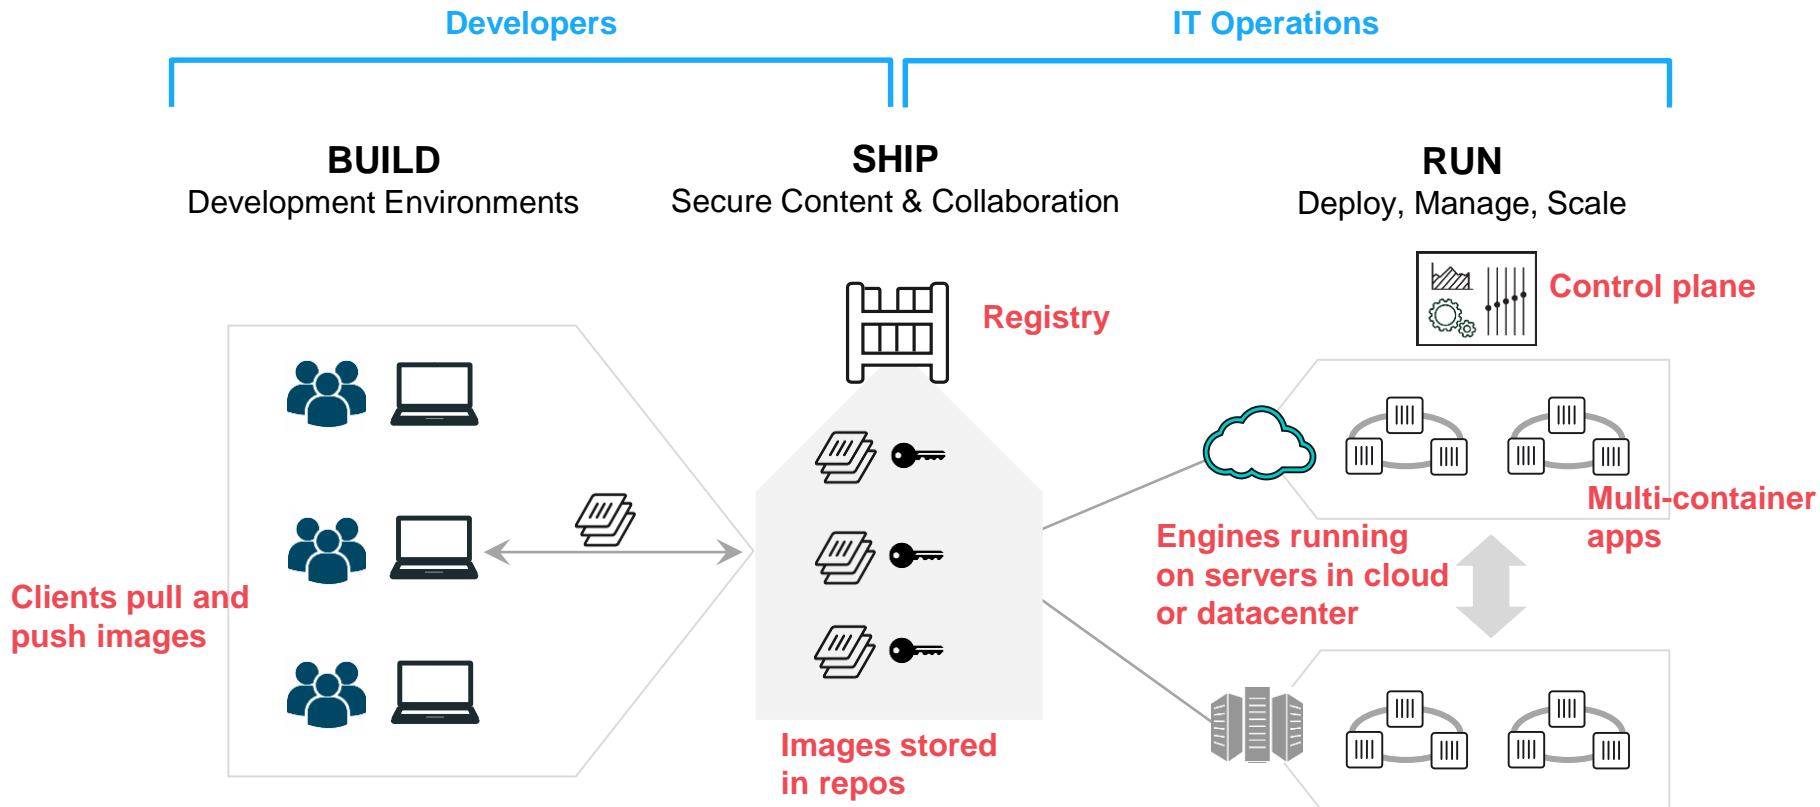 Developers
IT Operations
BUILD
Development Environments
SHIP
Secure Content & Collaboration
RUN
Deploy, Manage, Scale
Registry
Control plane
Clients pull and
push images
Images stored
in repos
Engines running
on servers in cloud
or datacenter
Multi-container
apps